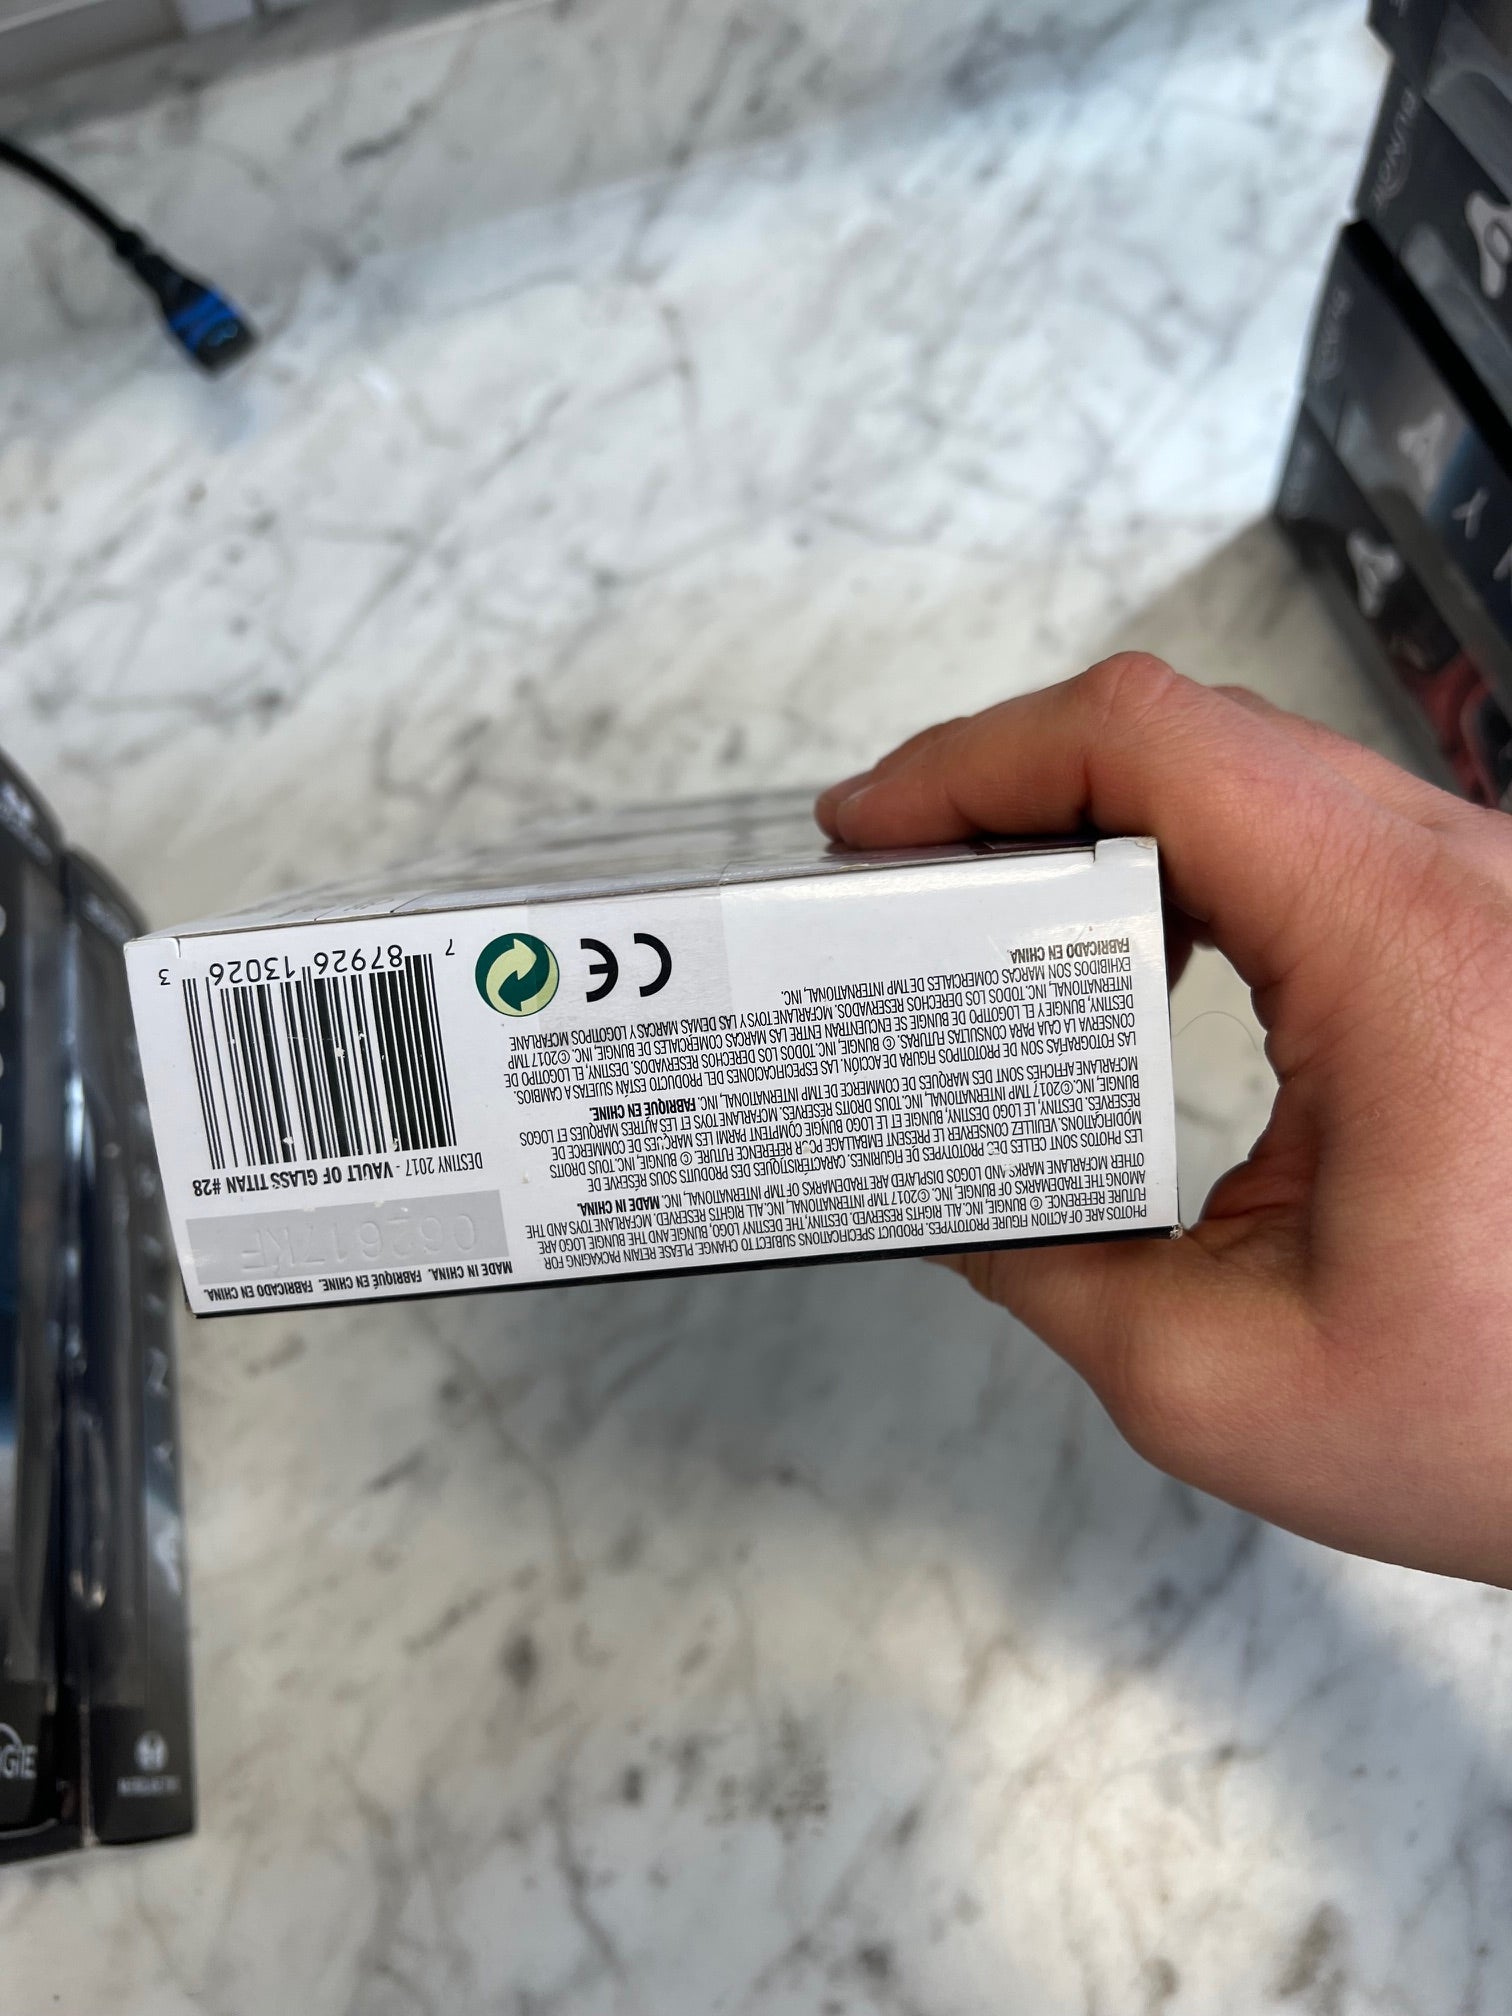 PHOTOS ARE OF ACTION FIGURE PROTOTYPES. PRODUCT SPECIFICATIONS SUBJECT TO CHANGE. PLEASE RETAIN PACKAGING FOR
FUTURE REFERENCE. © BUNGIE, INC. ALL RIGHTS RESERVED. DESTINY, THE DESTINY LOGO, BUNGIE AND THE BUNGIE LOGO ARE
AMONG THE TRADEMARKS OF BUNGIE, INC. ©2017 TMP INTERNATIONAL, INC. ALL RIGHTS RESERVED. MCFARLANE TOYS AND THE
OTHER MCFARLANE MARKS AND LOGOS DISPLAYED ARE TRADEMARKS OF TMP INTERNATIONAL, INC. MADE IN CHINA.
LES PHOTOS SONT CELLES DES PROTOTYPES DE FIGURINES. CARACTÉRISTIQUES DES PRODUITS SOUS RÉSERVE DE
MODIFICATIONS. VEUILLEZ CONSERVER LE PRÉSENT EMBALLAGE POUR RÉFÉRENCE FUTURE. © BUNGIE, INC. TOUS DROITS
RÉSERVÉS. DESTINY, LE LOGO DESTINY, BUNGIE ET LE LOGO BUNGIE COMPTENT PARMI LES MARQUES DE COMMERCE DE
BUNGIE, INC. ©2017 TMP INTERNATIONAL, INC. TOUS DROITS RÉSERVÉS. MCFARLANE TOYS ET LES AUTRES MARQUES ET LOGOS
MCFARLANE AFFICHÉS SONT DES MARQUES DE COMMERCE DE TMP INTERNATIONAL, INC. FABRIQUÉ EN CHINE.
LAS FOTOGRAFÍAS SON DE PROTOTIPOS FIGURA DE ACCIÓN. LAS ESPECIFICACIONES DEL PRODUCTO ESTÁN SUJETAS A CAMBIOS.
CONSERVA LA CAJA PARA CONSULTAS FUTURAS. © BUNGIE, INC. TODOS LOS DERECHOS RESERVADOS. DESTINY, EL LOGOTIPO DE
DESTINY, BUNGIE Y EL LOGOTIPO DE BUNGIE SE ENCUENTRAN ENTRE LAS MARCAS COMERCIALES DE BUNGIE, INC. ©2017 TMP
INTERNATIONAL, INC. TODOS LOS DERECHOS RESERVADOS. MCFARLANE TOYS Y LAS DEMÁS MARCAS Y LOGOTIPOS MCFARLANE
EXHIBIDOS SON MARCAS COMERCIALES DE TMP INTERNATIONAL, INC.
FABRICADO EN CHINA.
CE
MADE IN CHINA. FABRIQUÉ EN CHINE. FABRICADO EN CHINA.
DESTINY 2017 - VAULT OF GLASS TITAN #28
7 87926 13026 3